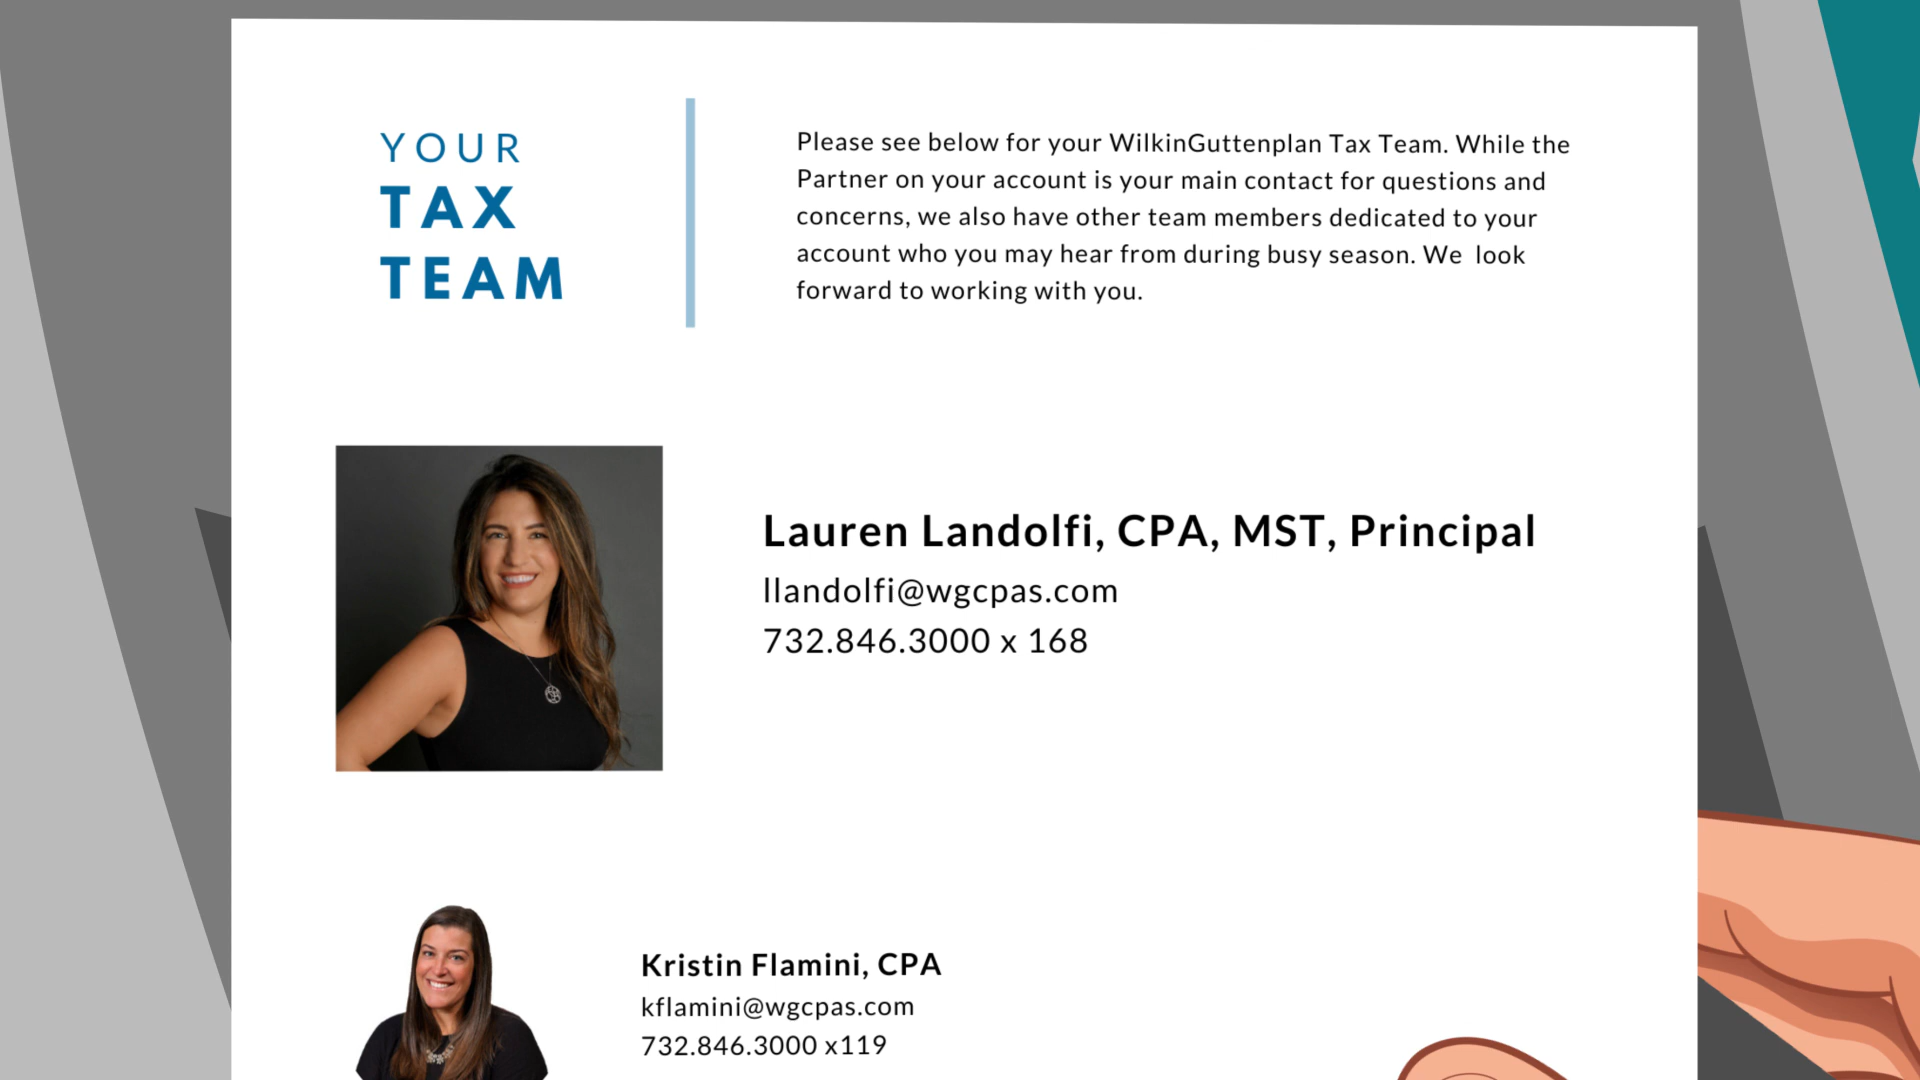 YOUR
TAX
TEAM
Please see below for your WilkinGuttenplan Tax Team. While the
Partner on your account is your main contact for questions and
concerns, we also have other team members dedicated to your
account who you may hear from during busy season. We look
forward to working with you.
Lauren Landolfi, CPA, MST, Principal
llandolfi@wgcpas.com
732.846.3000 x 168
Kristin Flamini, CPA
kflamini@wgcpas.com
732.846.3000 x119